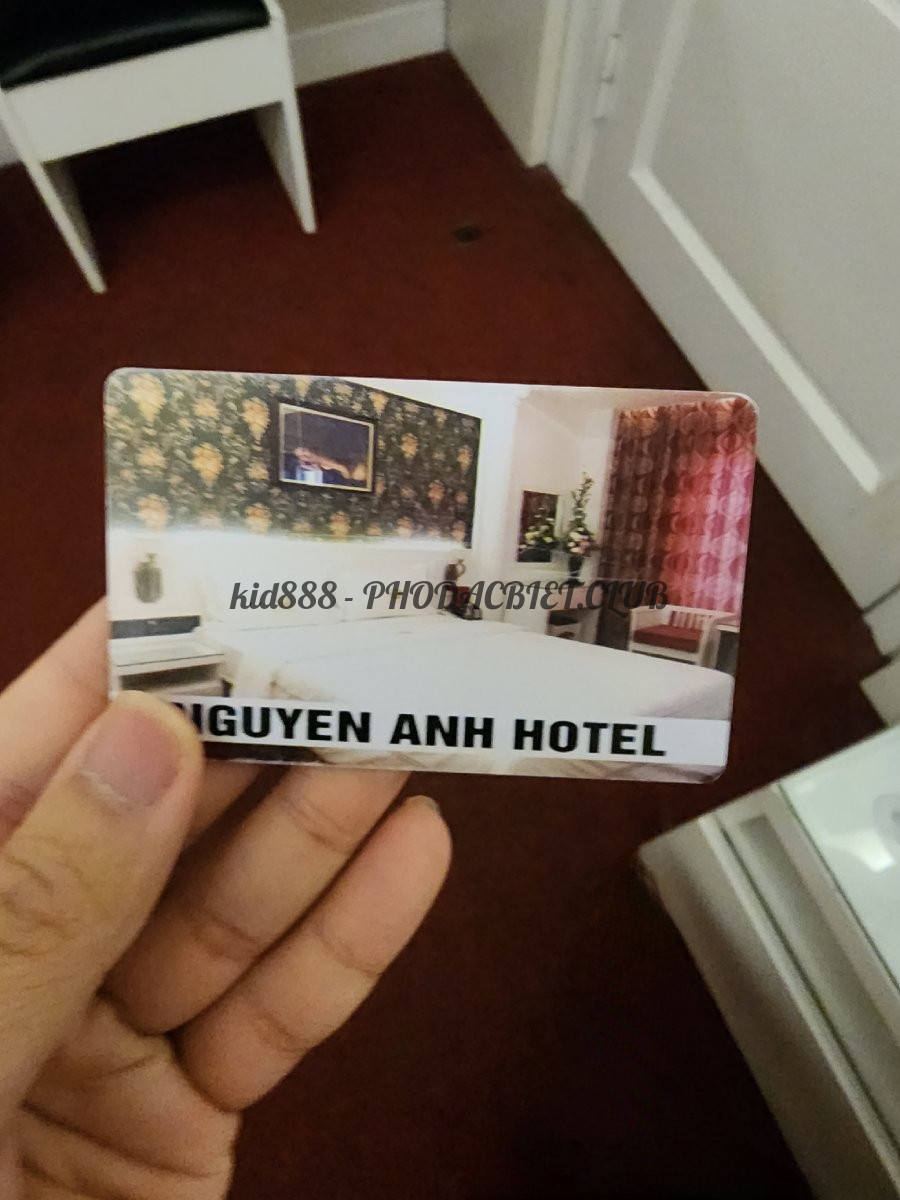 kid888 - PHODACBIET.CLUB
NGUYEN ANH HOTEL